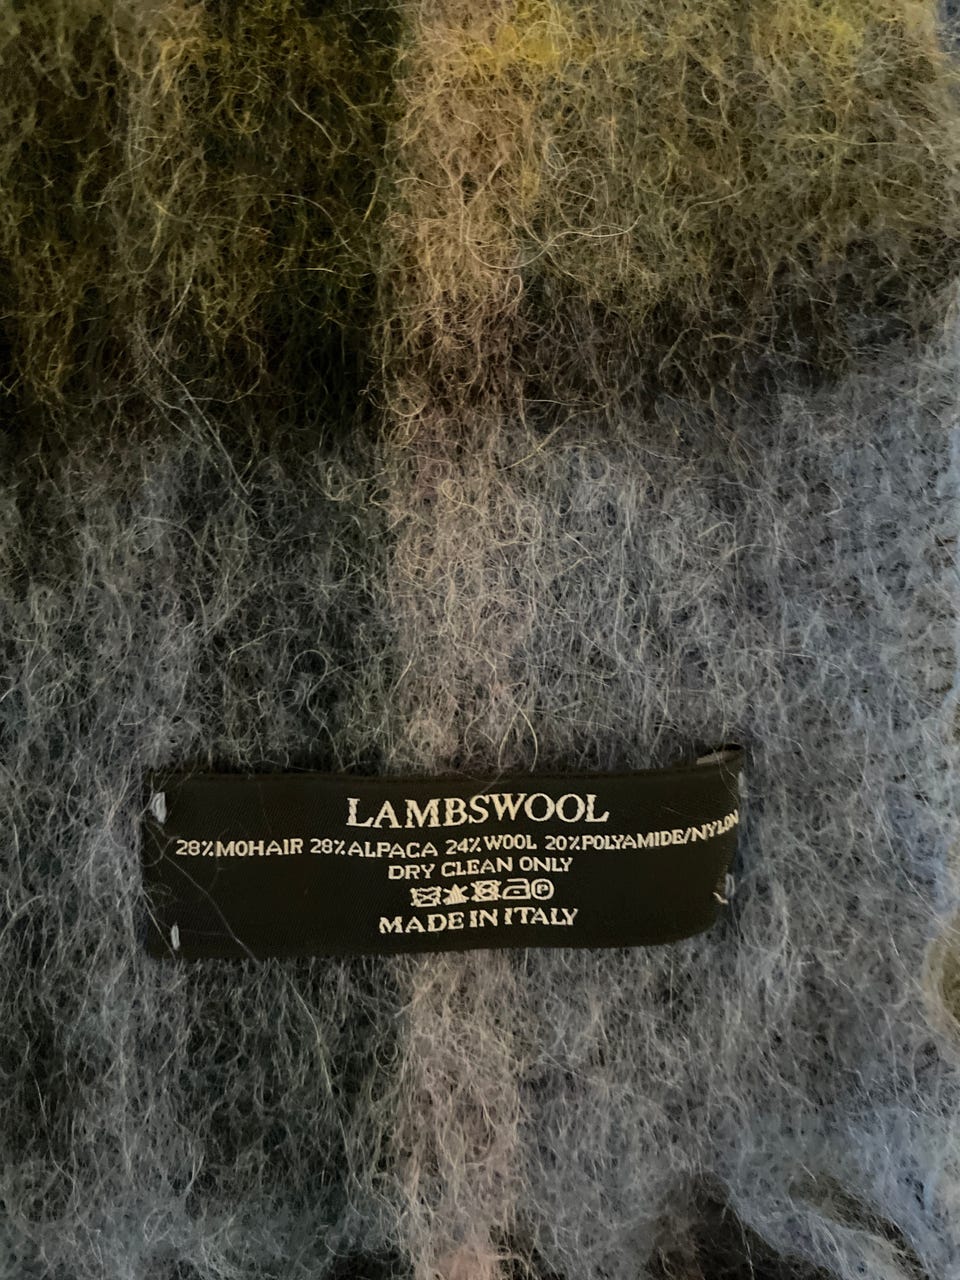 LAMBSWOOL
28%MOHAIR 28%ALPACA 24%WOOL 20%POLYAMIDE/NYLON
DRY CLEAN ONLY
P
MADE IN ITALY